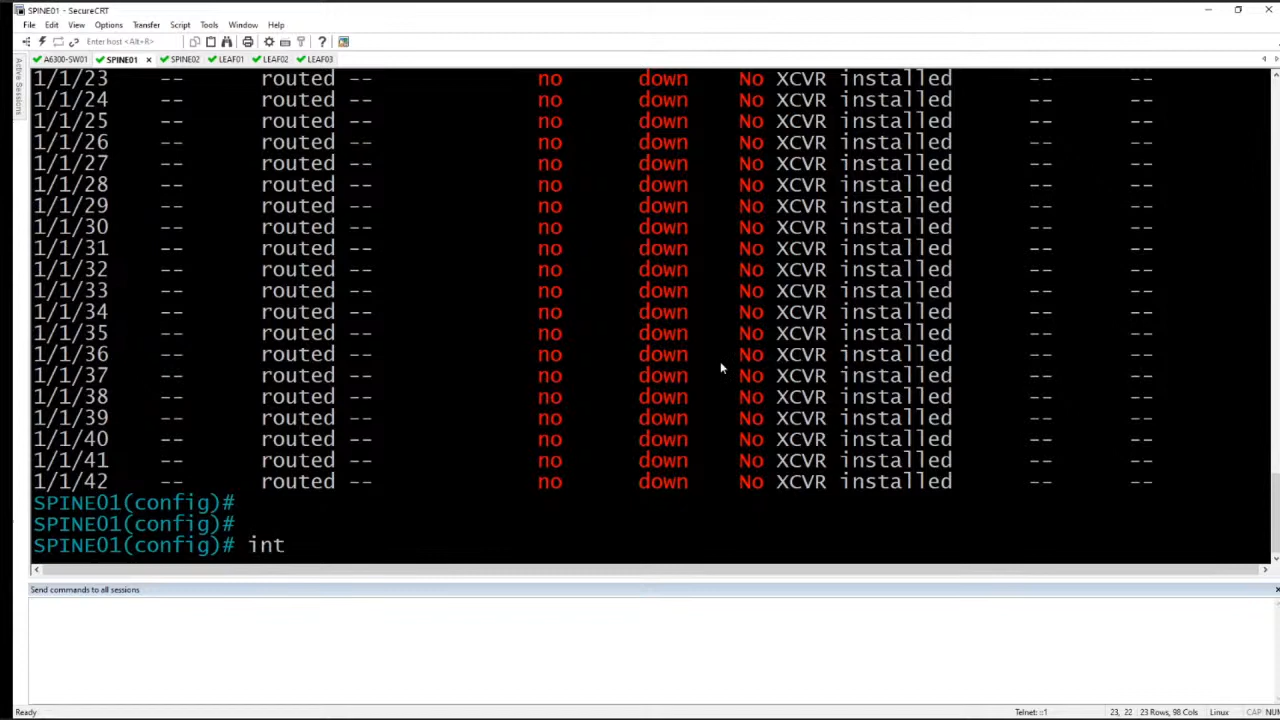 SPINE01 - SecureCRT
File Edit View Options Transfer Script Tools Window Help
Enter host <Alt+R>
A6300-SW01 SPINE01 SPINE02 LEAF01 LEAF02 LEAF03
Active Sessions
1/1/23 -- routed -- no down No XCVR installed -- --
1/1/24 -- routed -- no down No XCVR installed -- --
1/1/25 -- routed -- no down No XCVR installed -- --
1/1/26 -- routed -- no down No XCVR installed -- --
1/1/27 -- routed -- no down No XCVR installed -- --
1/1/28 -- routed -- no down No XCVR installed -- --
1/1/29 -- routed -- no down No XCVR installed -- --
1/1/30 -- routed -- no down No XCVR installed -- --
1/1/31 -- routed -- no down No XCVR installed -- --
1/1/32 -- routed -- no down No XCVR installed -- --
1/1/33 -- routed -- no down No XCVR installed -- --
1/1/34 -- routed -- no down No XCVR installed -- --
1/1/35 -- routed -- no down No XCVR installed -- --
1/1/36 -- routed -- no down No XCVR installed -- --
1/1/37 -- routed -- no down No XCVR installed -- --
1/1/38 -- routed -- no down No XCVR installed -- --
1/1/39 -- routed -- no down No XCVR installed -- --
1/1/40 -- routed -- no down No XCVR installed -- --
1/1/41 -- routed -- no down No XCVR installed -- --
1/1/42 -- routed -- no down No XCVR installed -- --
SPINE01(config)#
SPINE01(config)#
SPINE01(config)# int
Send commands to all sessions
Ready Telnet: ::1 23, 22 23 Rows, 98 Cols Linux CAP NUM